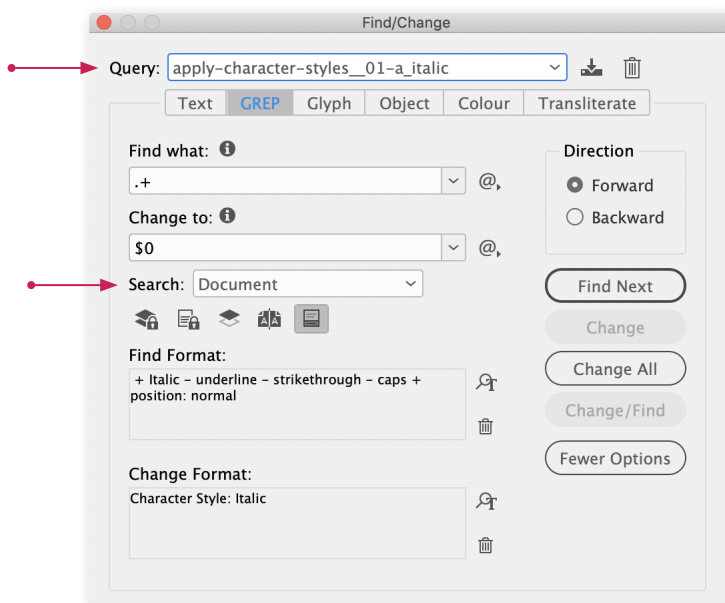 Find/Change
Query: apply-character-styles__01-a_italic
Text GREP Glyph Object Colour Transliterate
Find what:
.+
@
Change to:
$0
@
Search: Document
A A
Find Format:
+ Italic – underline – strikethrough – caps +
position: normal
Change Format:
Character Style: Italic
Direction
Forward
Backward
Find Next
Change
Change All
Change/Find
Fewer Options